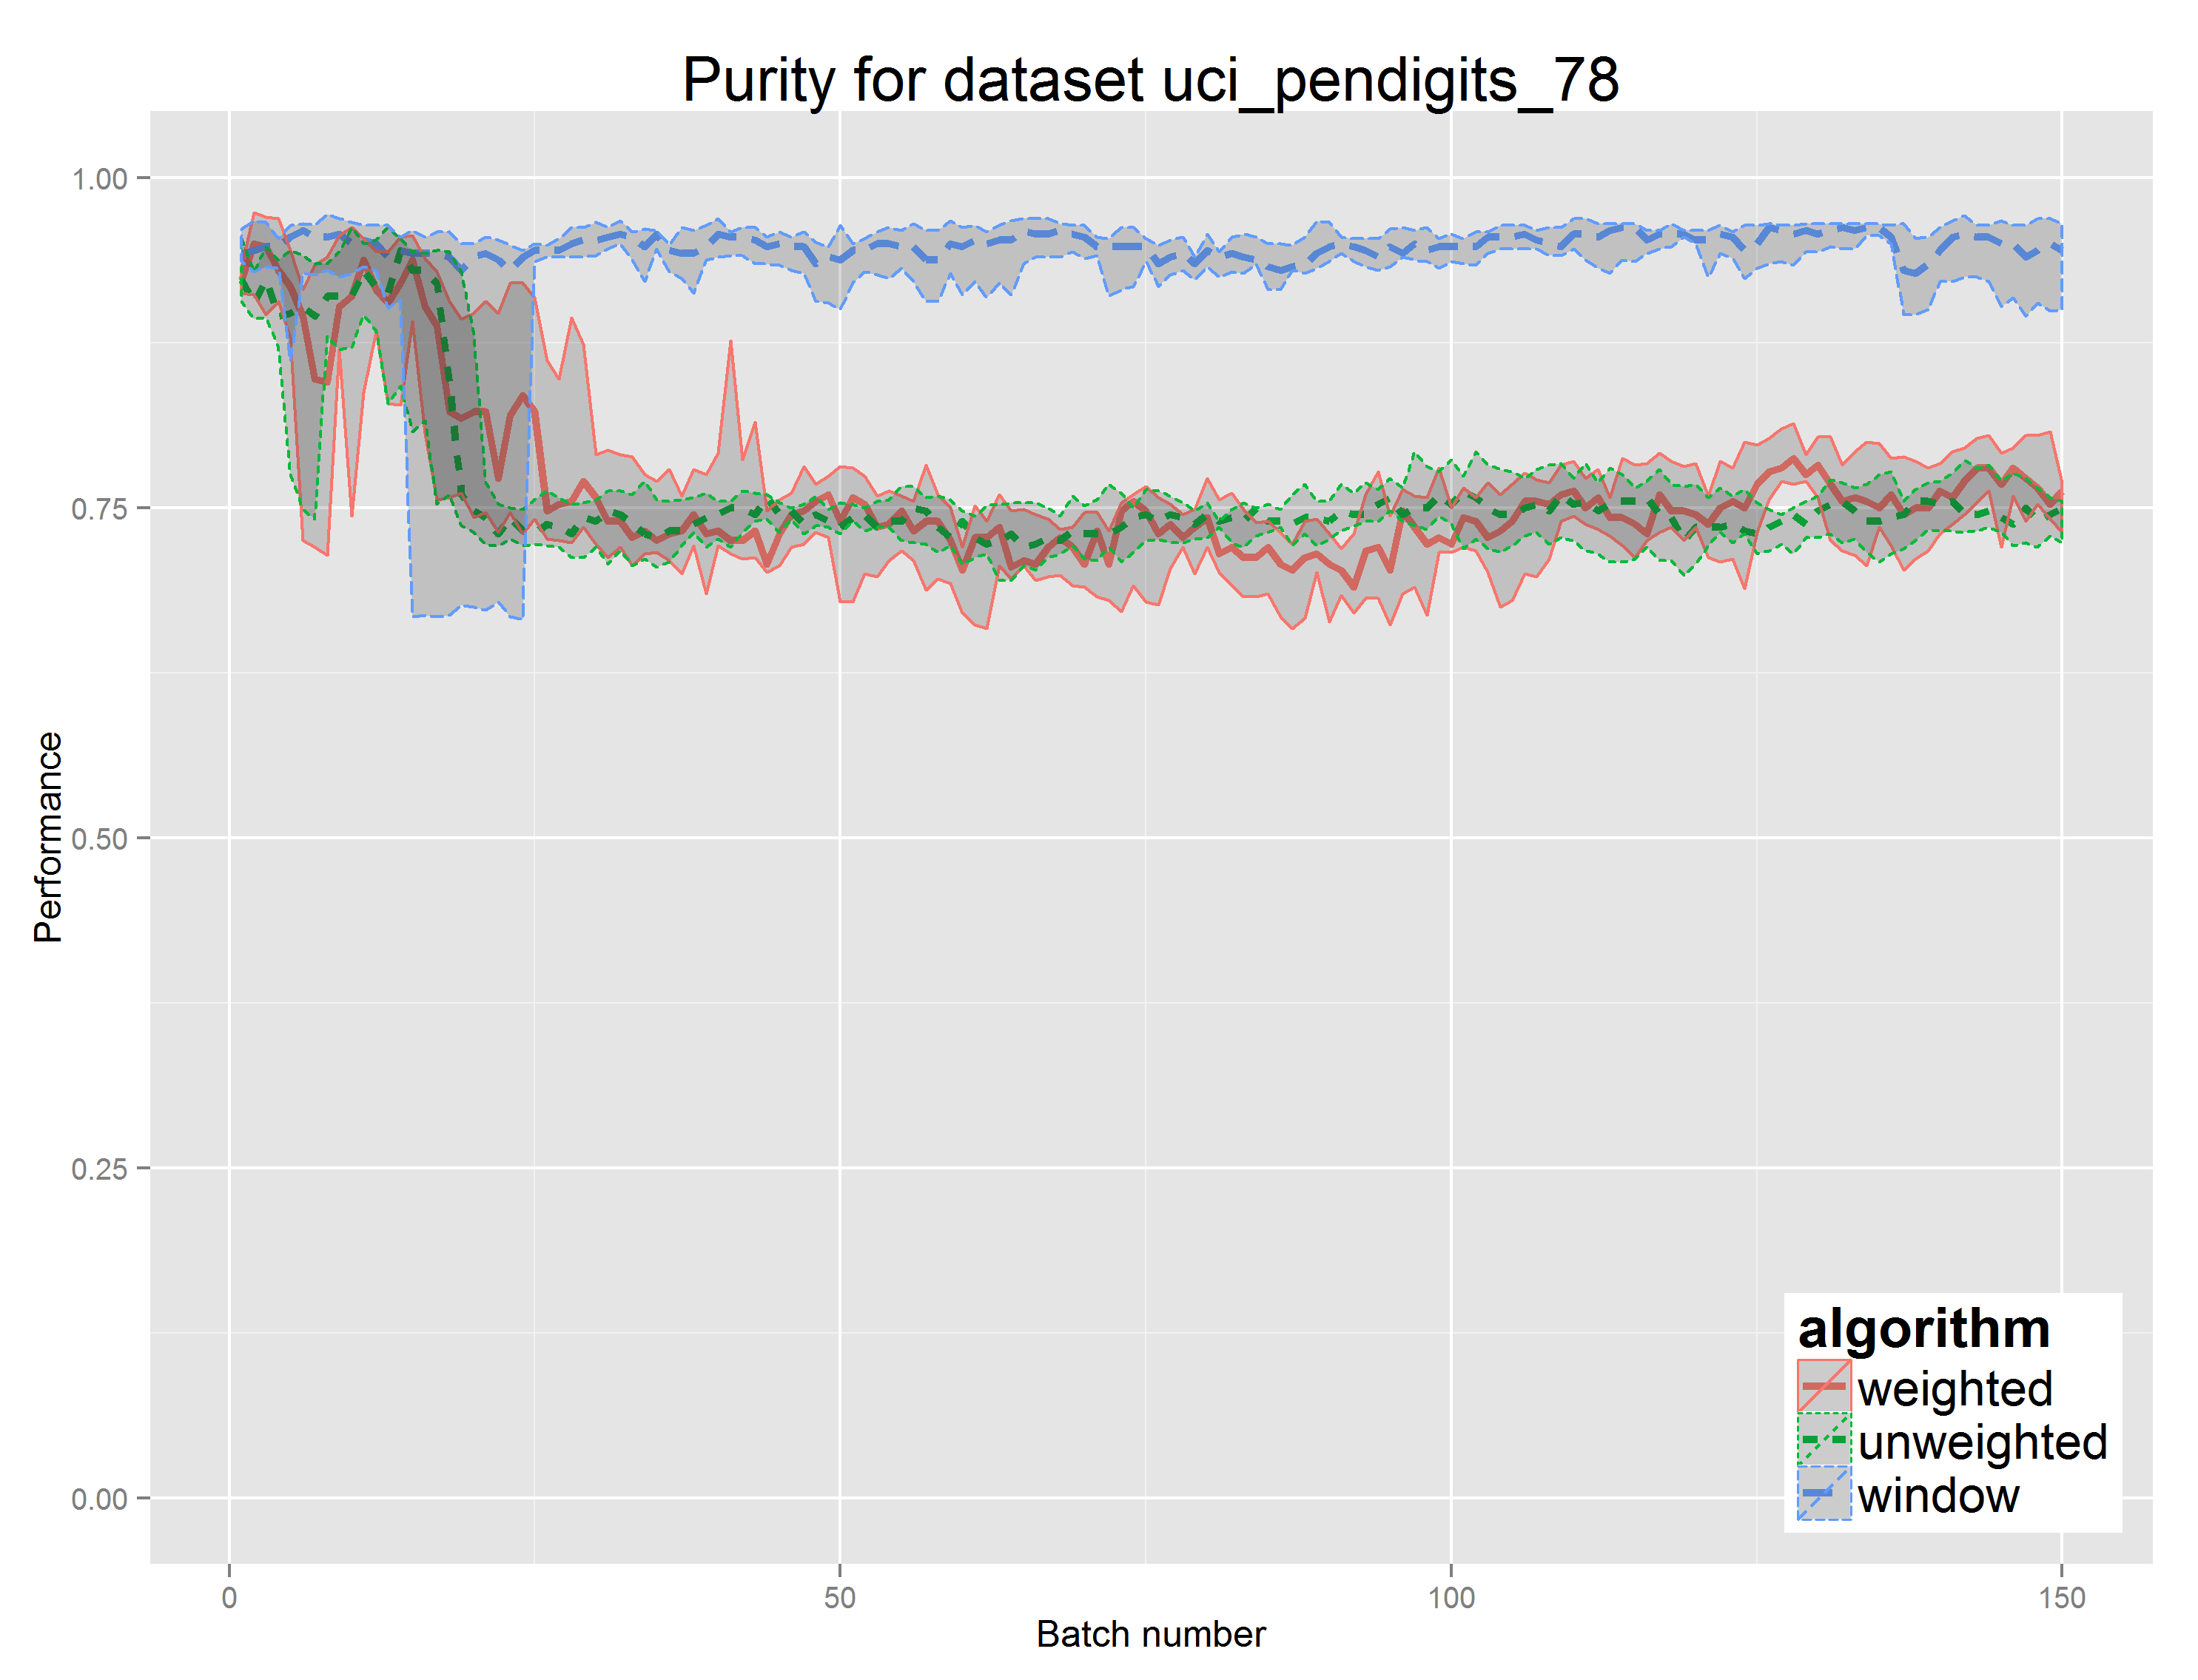 Purity for dataset uci_pendigits_78
1.00
0.75
0.50
0.25
0.00
Performance
0
50
100
150
Batch number
algorithm
weighted
unweighted
window